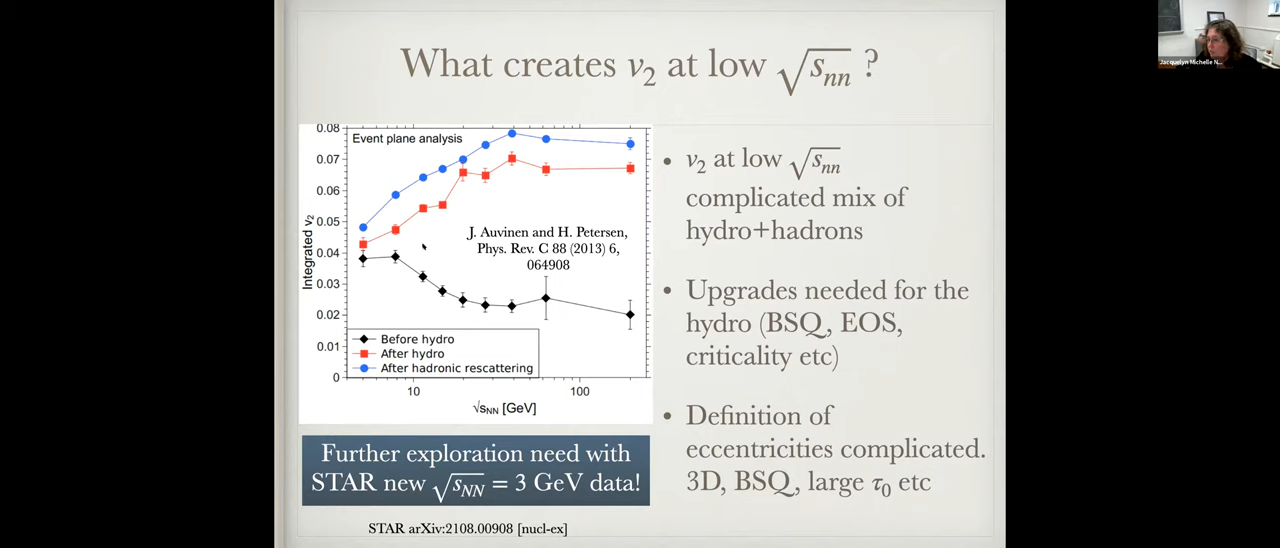 What creates v₂ at low √sₙₙ ?
0.08
0.07
0.06
0.05
0.04
0.03
0.02
0.01
0
Integrated v₂
Event plane analysis
J. Auvinen and H. Petersen,
Phys. Rev. C 88 (2013) 6,
064908
Before hydro
After hydro
After hadronic rescattering
10
100
√sNN [GeV]
Further exploration need with
STAR new √sNN = 3 GeV data!
STAR arXiv:2108.00908 [nucl-ex]
• v₂ at low √sₙₙ
complicated mix of
hydro+hadrons
• Upgrades needed for the
hydro (BSQ, EOS,
criticality etc)
• Definition of
eccentricities complicated.
3D, BSQ, large τ₀ etc
Jacquelyn Michelle N...